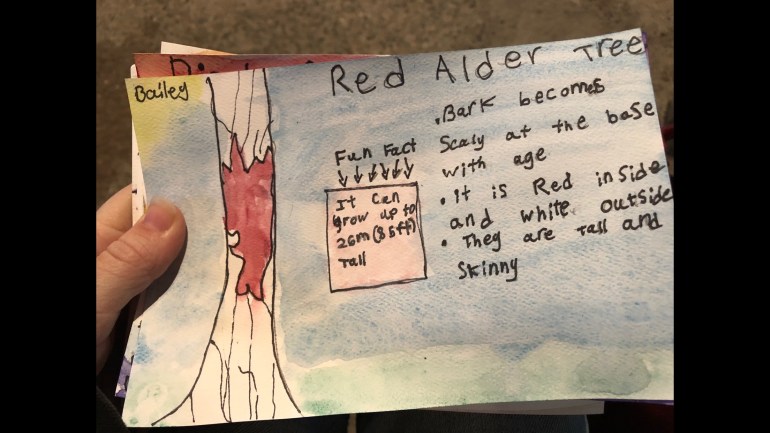 Bailey
Red Alder Tree
Fun Fact
It can
grow up to
26m (85ft)
Tall
• Bark becomes
Scaly at the base
with age
• It is Red inside
and white outside
• They are Tall and
Skinny